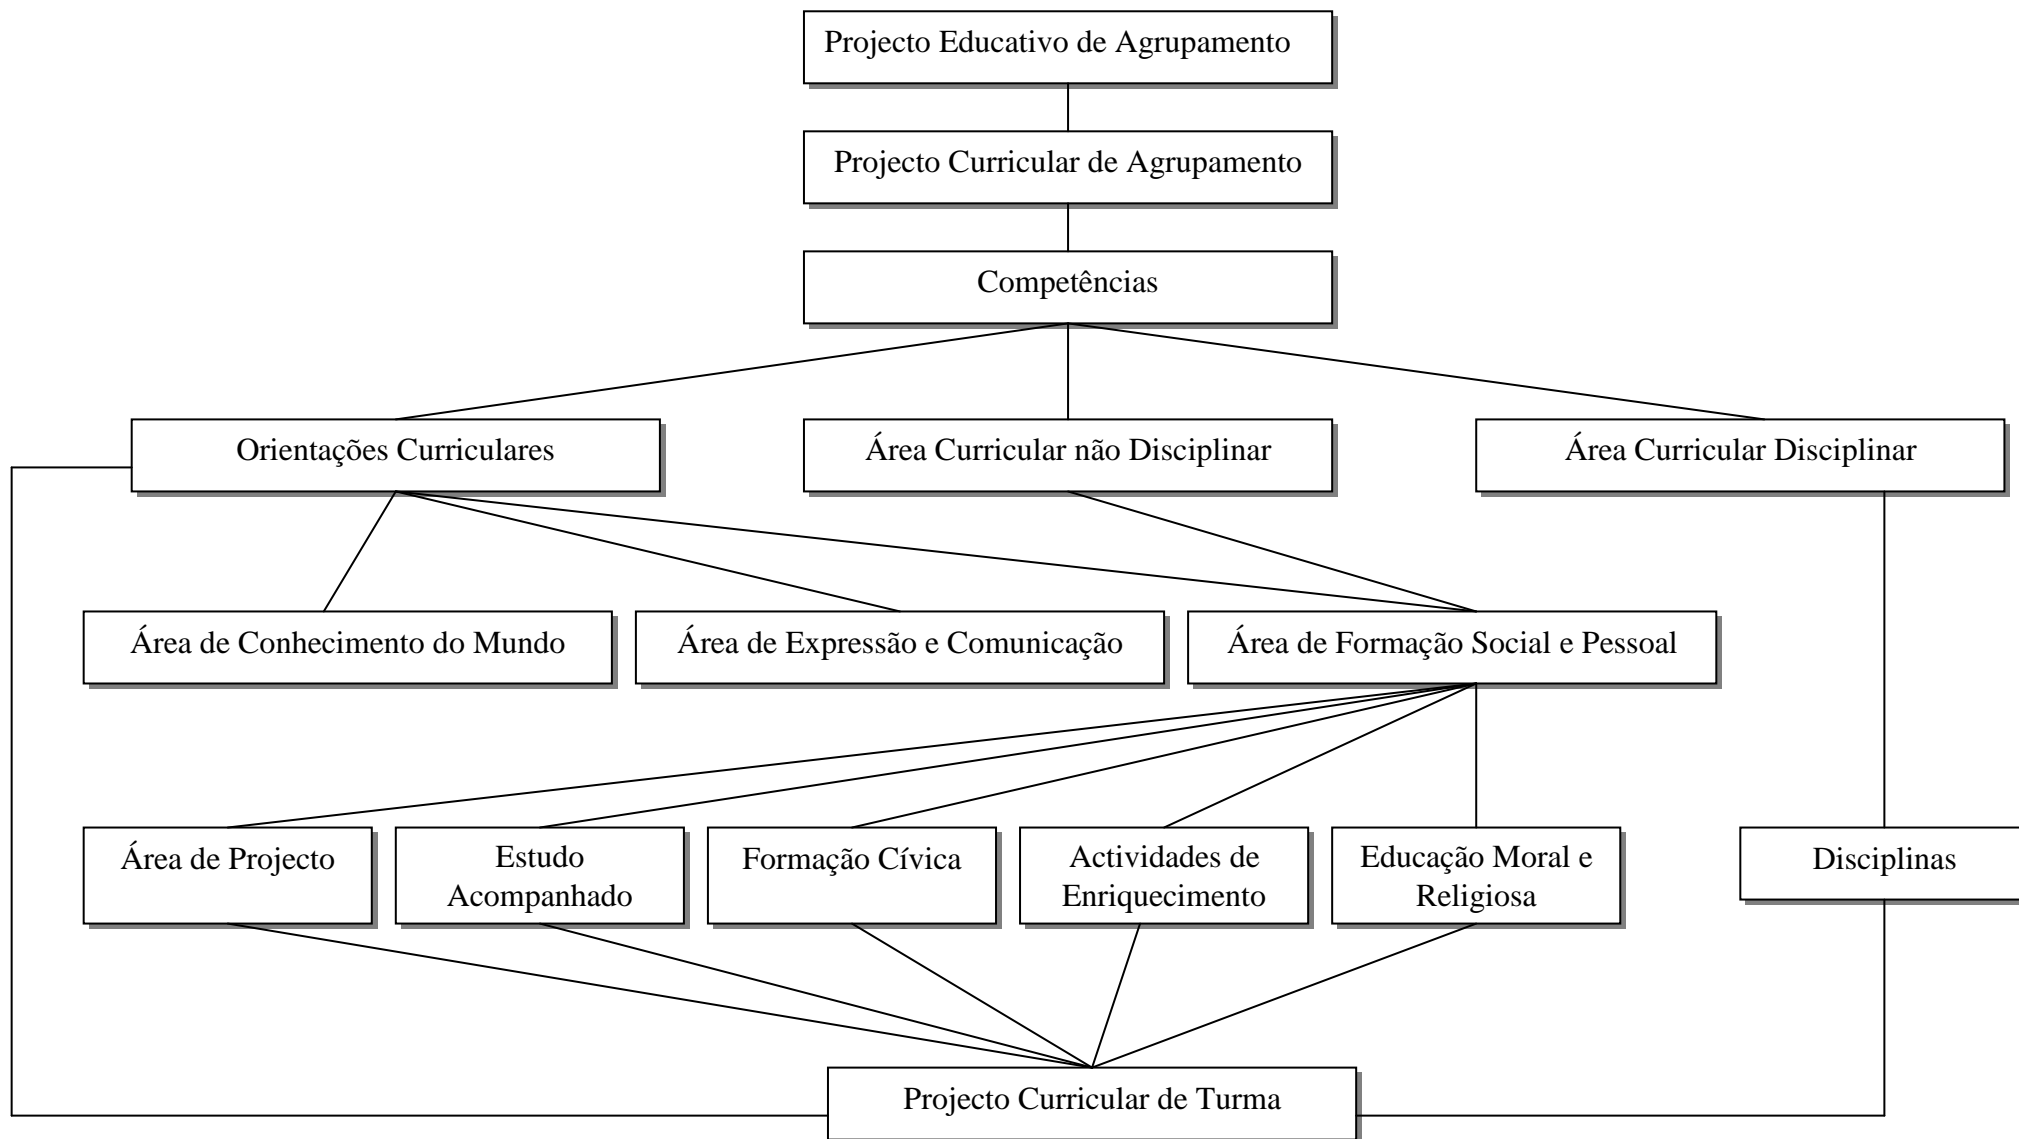 Projecto Educativo de Agrupamento
Projecto Curricular de Agrupamento
Competências
Orientações Curriculares
Área Curricular não Disciplinar
Área Curricular Disciplinar
Área de Conhecimento do Mundo
Área de Expressão e Comunicação
Área de Formação Social e Pessoal
Área de Projecto
Estudo
Acompanhado
Formação Cívica
Actividades de
Enriquecimento
Educação Moral e
Religiosa
Disciplinas
Projecto Curricular de Turma